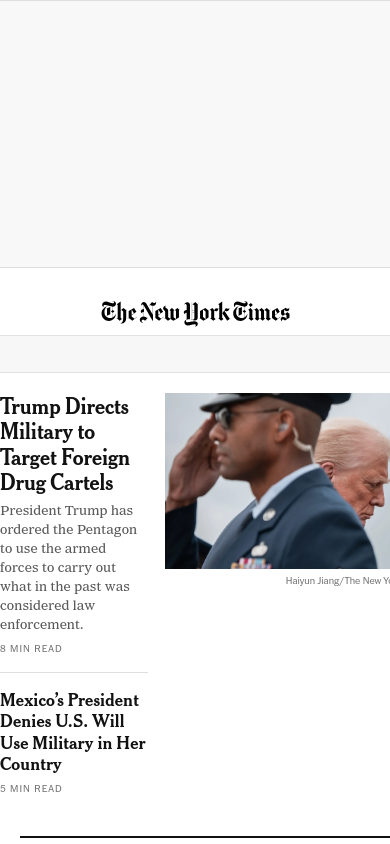 The New York Times
Trump Directs
Military to
Target Foreign
Drug Cartels
President Trump has
ordered the Pentagon
to use the armed
forces to carry out
what in the past was
considered law
enforcement.
8 MIN READ
Haiyun Jiang/The New
Mexico’s President
Denies U.S. Will
Use Military in Her
Country
5 MIN READ